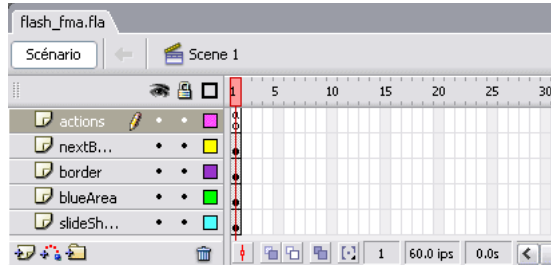 flash_fma.fla
Scénario Scene 1
1 5 10 15 20 25 30
actions
nextB...
border
blueArea
slideSh...
1 60.0 ips 0.0s